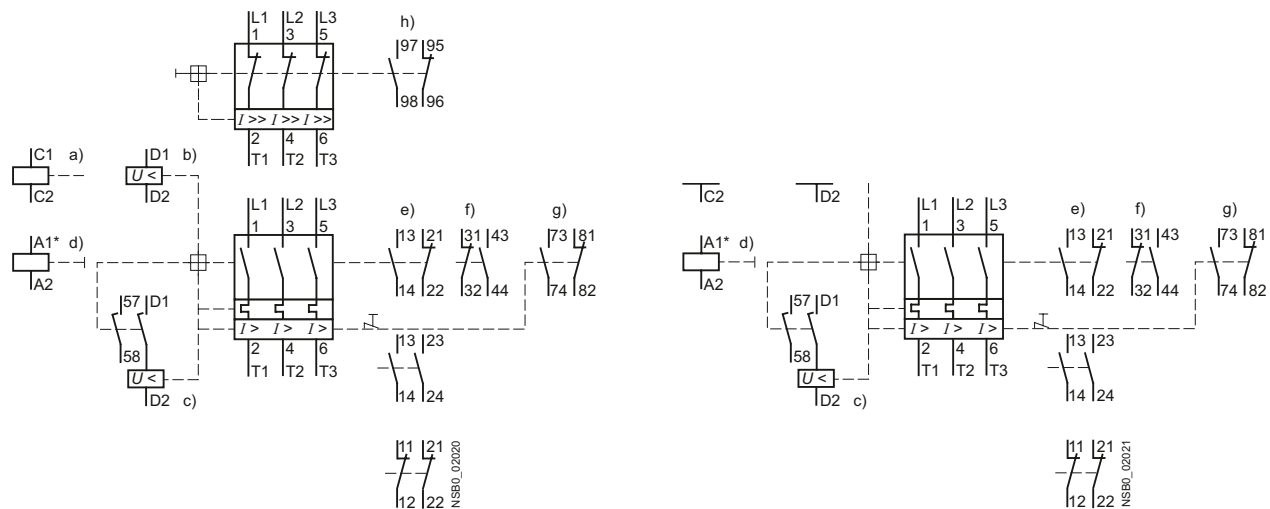 L1 L2 L3
1 3 5
h)
97 95
98 96
I >> I >> I >>
2 4 6
T1 T2 T3
C1 a)
C2
D1 b)
U <
D2
L1 L2 L3
1 3 5
e) f) g)
13 21 31 43 73 81
14 22 32 44 74 82
A1* d)
A2
57 D1
58
I > I > I >
2 4 6
T1 T2 T3
U <
D2 c)
13 23
14 24
11 21
12 22
NSB0_02020
C2
D2
L1 L2 L3
1 3 5
e) f) g)
13 21 31 43 73 81
14 22 32 44 74 82
A1* d)
A2
57 D1
58
I > I > I >
2 4 6
T1 T2 T3
U <
D2 c)
13 23
14 24
11 21
12 22
NSB0_02021